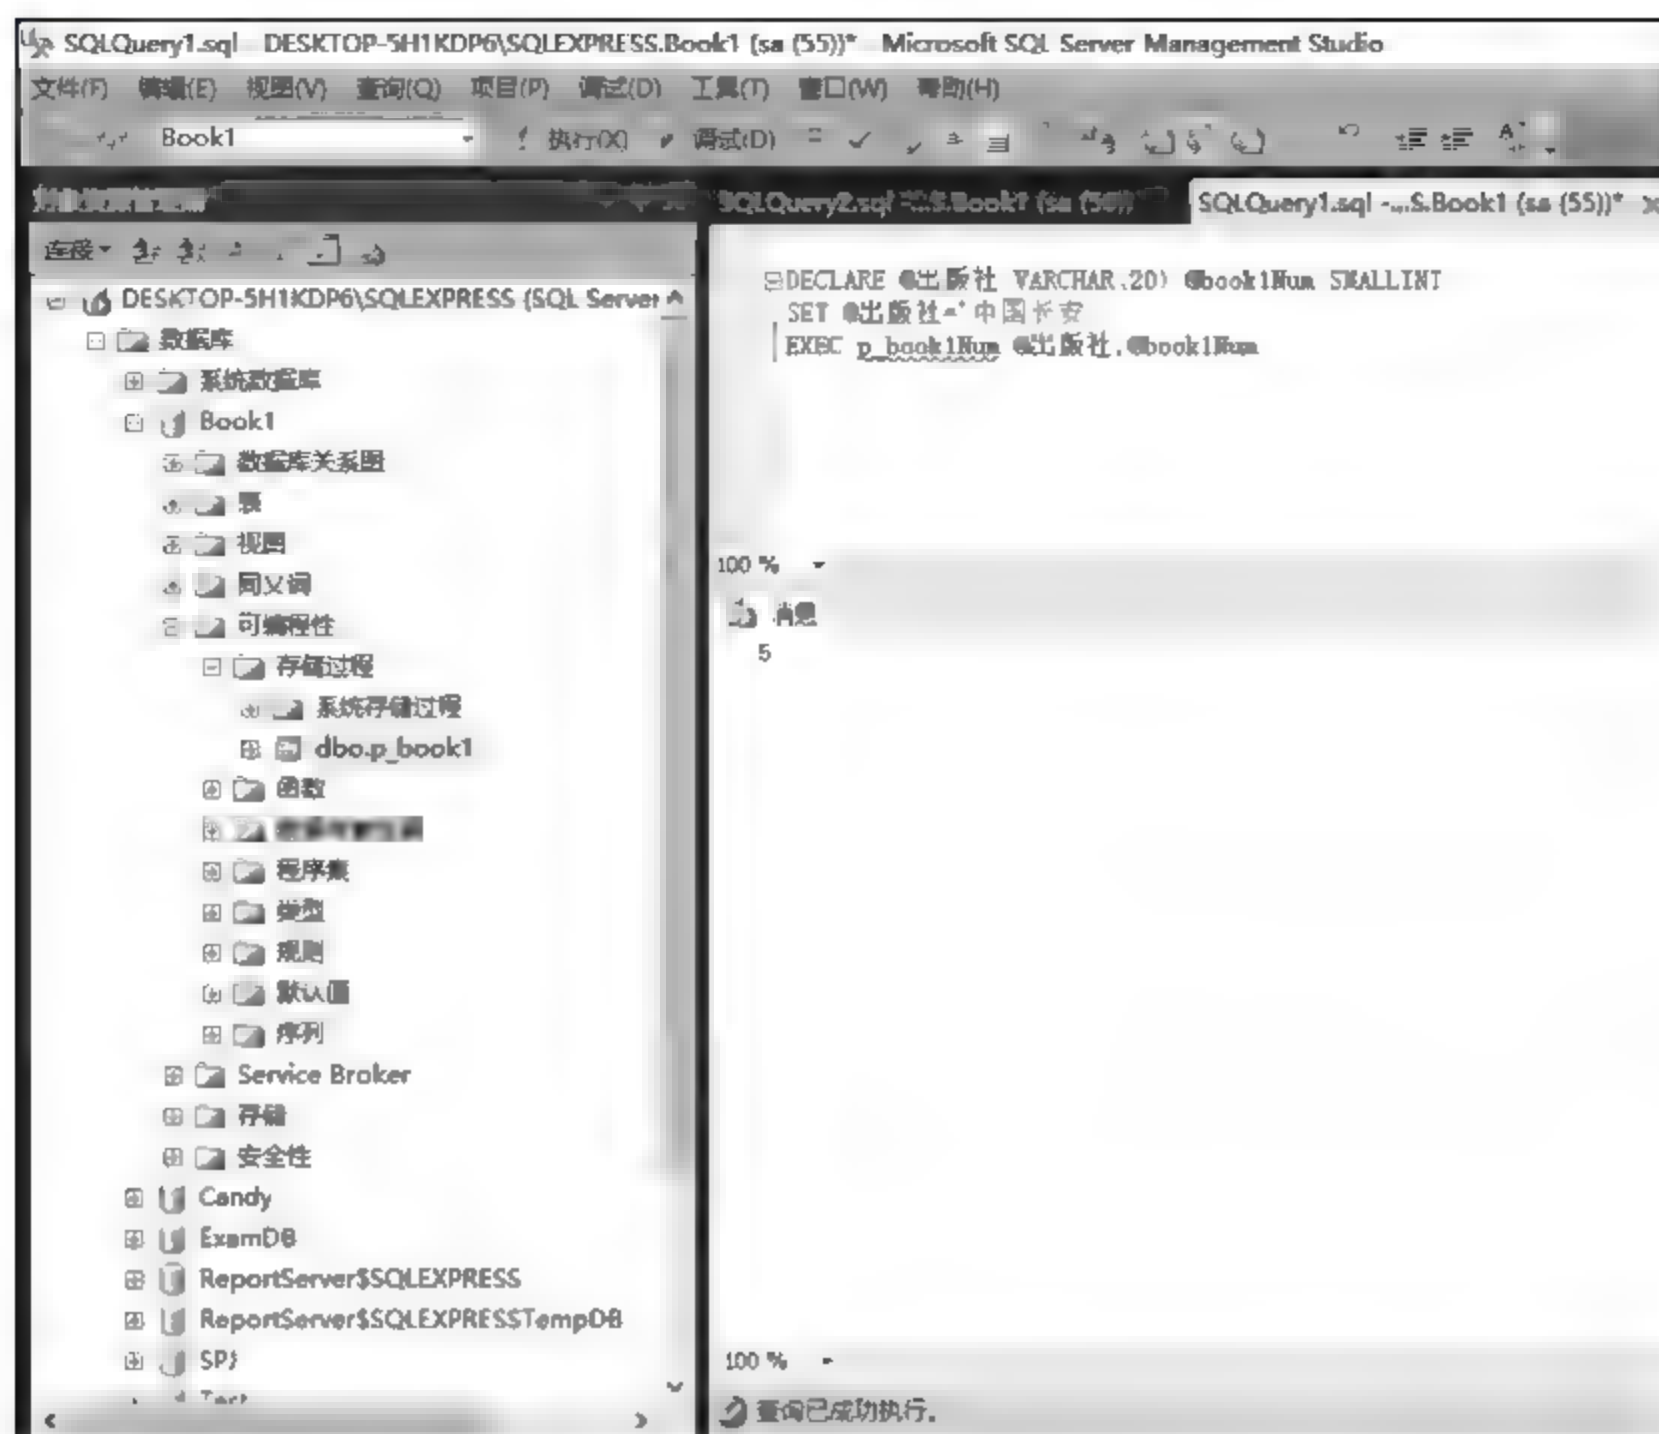 SQLQuery1.sql DESKTOP-5H1KDP6\SQLEXPRESS.Book1 (sa (55))* Microsoft SQL Server Management Studio
文件(F) 编辑(E) 视图(V) 查询(Q) 项目(P) 调试(D) 工具(T) 窗口(W) 帮助(H)
Book1 ! 执行(X) 调试(D)
SQLQuery2.sql -...S.Book1 (sa (56)) SQLQuery1.sql -...S.Book1 (sa (55))*
连接
DESKTOP-5H1KDP6\SQLEXPRESS (SQL Server
数据库
系统数据库
Book1
数据库关系图
表
视图
同义词
可编程性
存储过程
系统存储过程
dbo.p_book1
函数
程序集
类型
规则
默认值
序列
Service Broker
存储
安全性
Candy
ExamDB
ReportServer$SQLEXPRESS
ReportServer$SQLEXPRESSTempDB
SPJ
Test
DECLARE @出版社 VARCHAR(20),@book1Num SMALLINT
SET @出版社='中国长安
EXEC p_book1Num @出版社,@book1Num
100 %
消息
5
100 %
查询已成功执行。